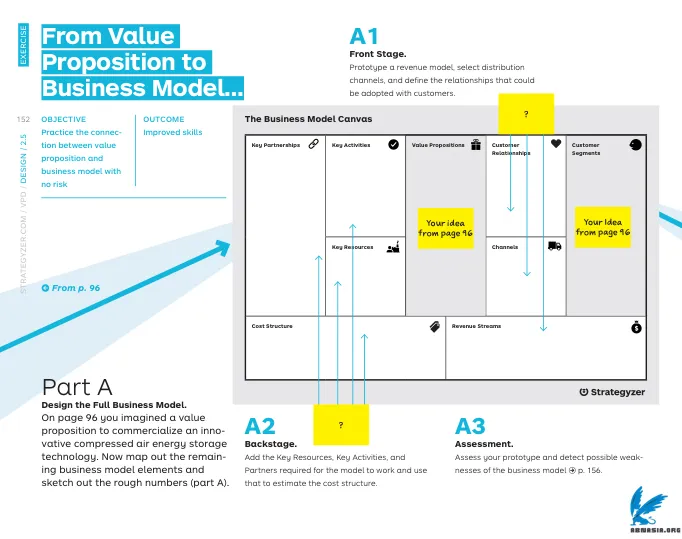 EXERCISE
From Value
Proposition to
Business Model...
152
STRATEGYZER.COM / VPD / DESIGN / 2.5
OBJECTIVE
Practice the connec-
tion between value
proposition and
business model with
no risk
OUTCOME
Improved skills
From p. 96
A1
Front Stage.
Prototype a revenue model, select distribution
channels, and define the relationships that could
be adopted with customers.
?
The Business Model Canvas
Key Partnerships
Key Activities
Value Propositions
Customer
Relationships
Customer
Segments
Your idea
from page 96
Your Idea
from page 96
Key Resources
Channels
Cost Structure
Revenue Streams
Strategyzer
Part A
Design the Full Business Model.
On page 96 you imagined a value
proposition to commercialize an inno-
vative compressed air energy storage
technology. Now map out the remain-
ing business model elements and
sketch out the rough numbers (part A).
?
A2
Backstage.
Add the Key Resources, Key Activities, and
Partners required for the model to work and use
that to estimate the cost structure.
A3
Assessment.
Assess your prototype and detect possible weak-
nesses of the business model p. 156.
ARMASIA.ORG